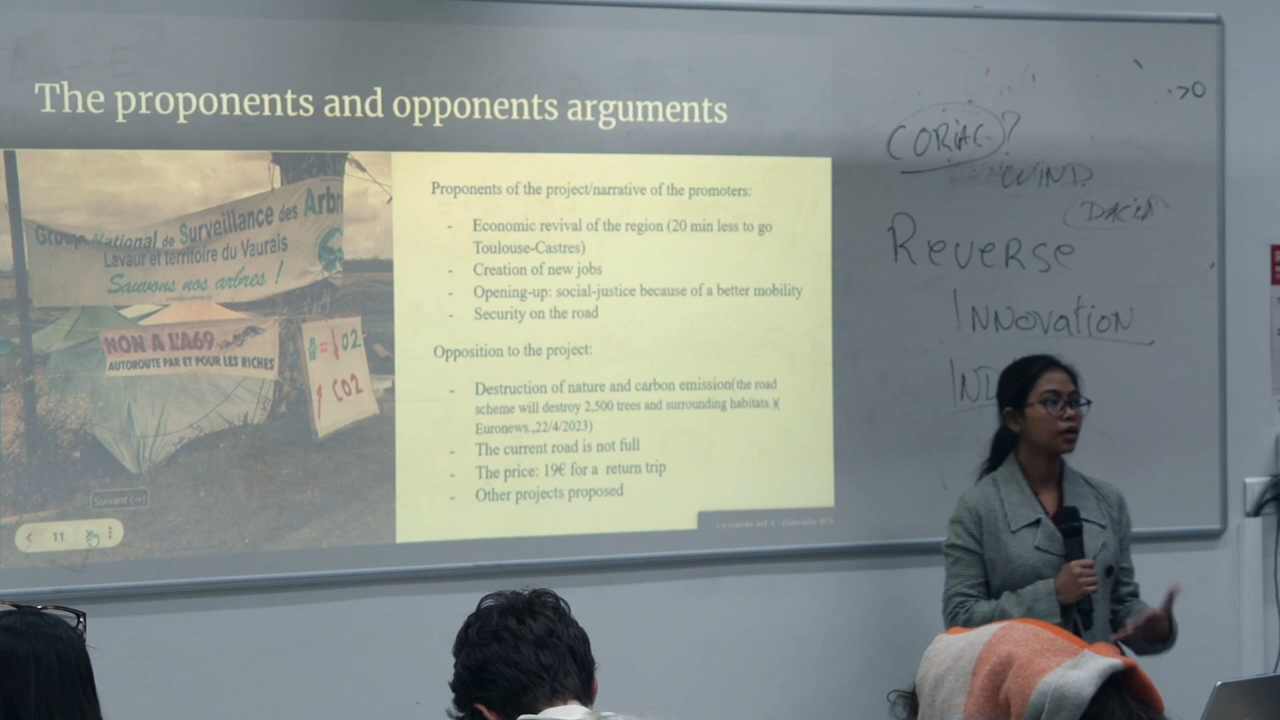 The proponents and opponents arguments
Groupe National de Surveillance des Arbr
Lavaur et territoire du Vaurais
Sauvons nos arbres !
NON A L'A69
AUTOROUTE PAR ET POUR LES RICHES
= ↓ O2
↑ CO2
Suivant (→)
< 11
Proponents of the project/narrative of the promoters:
- Economic revival of the region (20 min less to go
Toulouse-Castres)
- Creation of new jobs
- Opening-up: social-justice because of a better mobility
- Security on the road
Opposition to the project:
- Destruction of nature and carbon emission(the road
scheme will destroy 2,500 trees and surrounding habitats.)(
Euronews.,22/4/2023)
- The current road is not full
- The price: 19€ for a return trip
- Other projects proposed
->0
CORIAC?
WIND
DACIA
Reverse
Innovation
IND